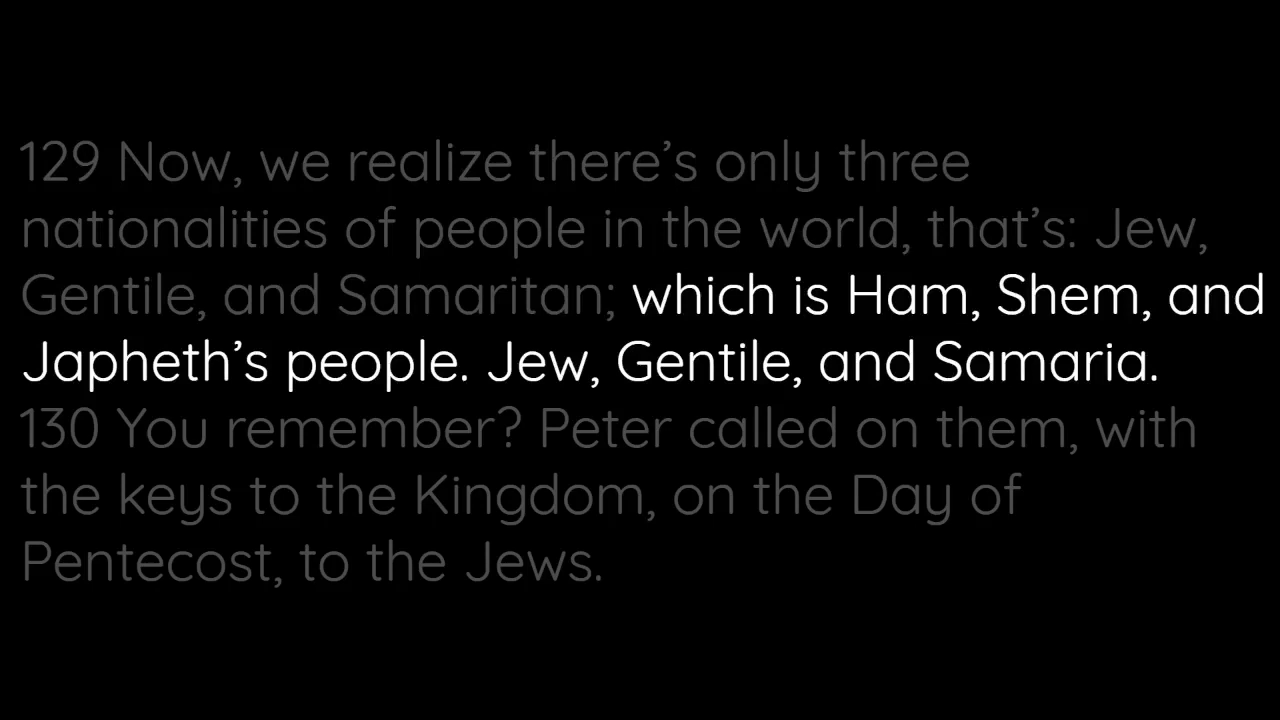 129 Now, we realize there’s only three
nationalities of people in the world, that’s: Jew,
Gentile, and Samaritan; which is Ham, Shem, and
Japheth’s people. Jew, Gentile, and Samaria.
130 You remember? Peter called on them, with
the keys to the Kingdom, on the Day of
Pentecost, to the Jews.